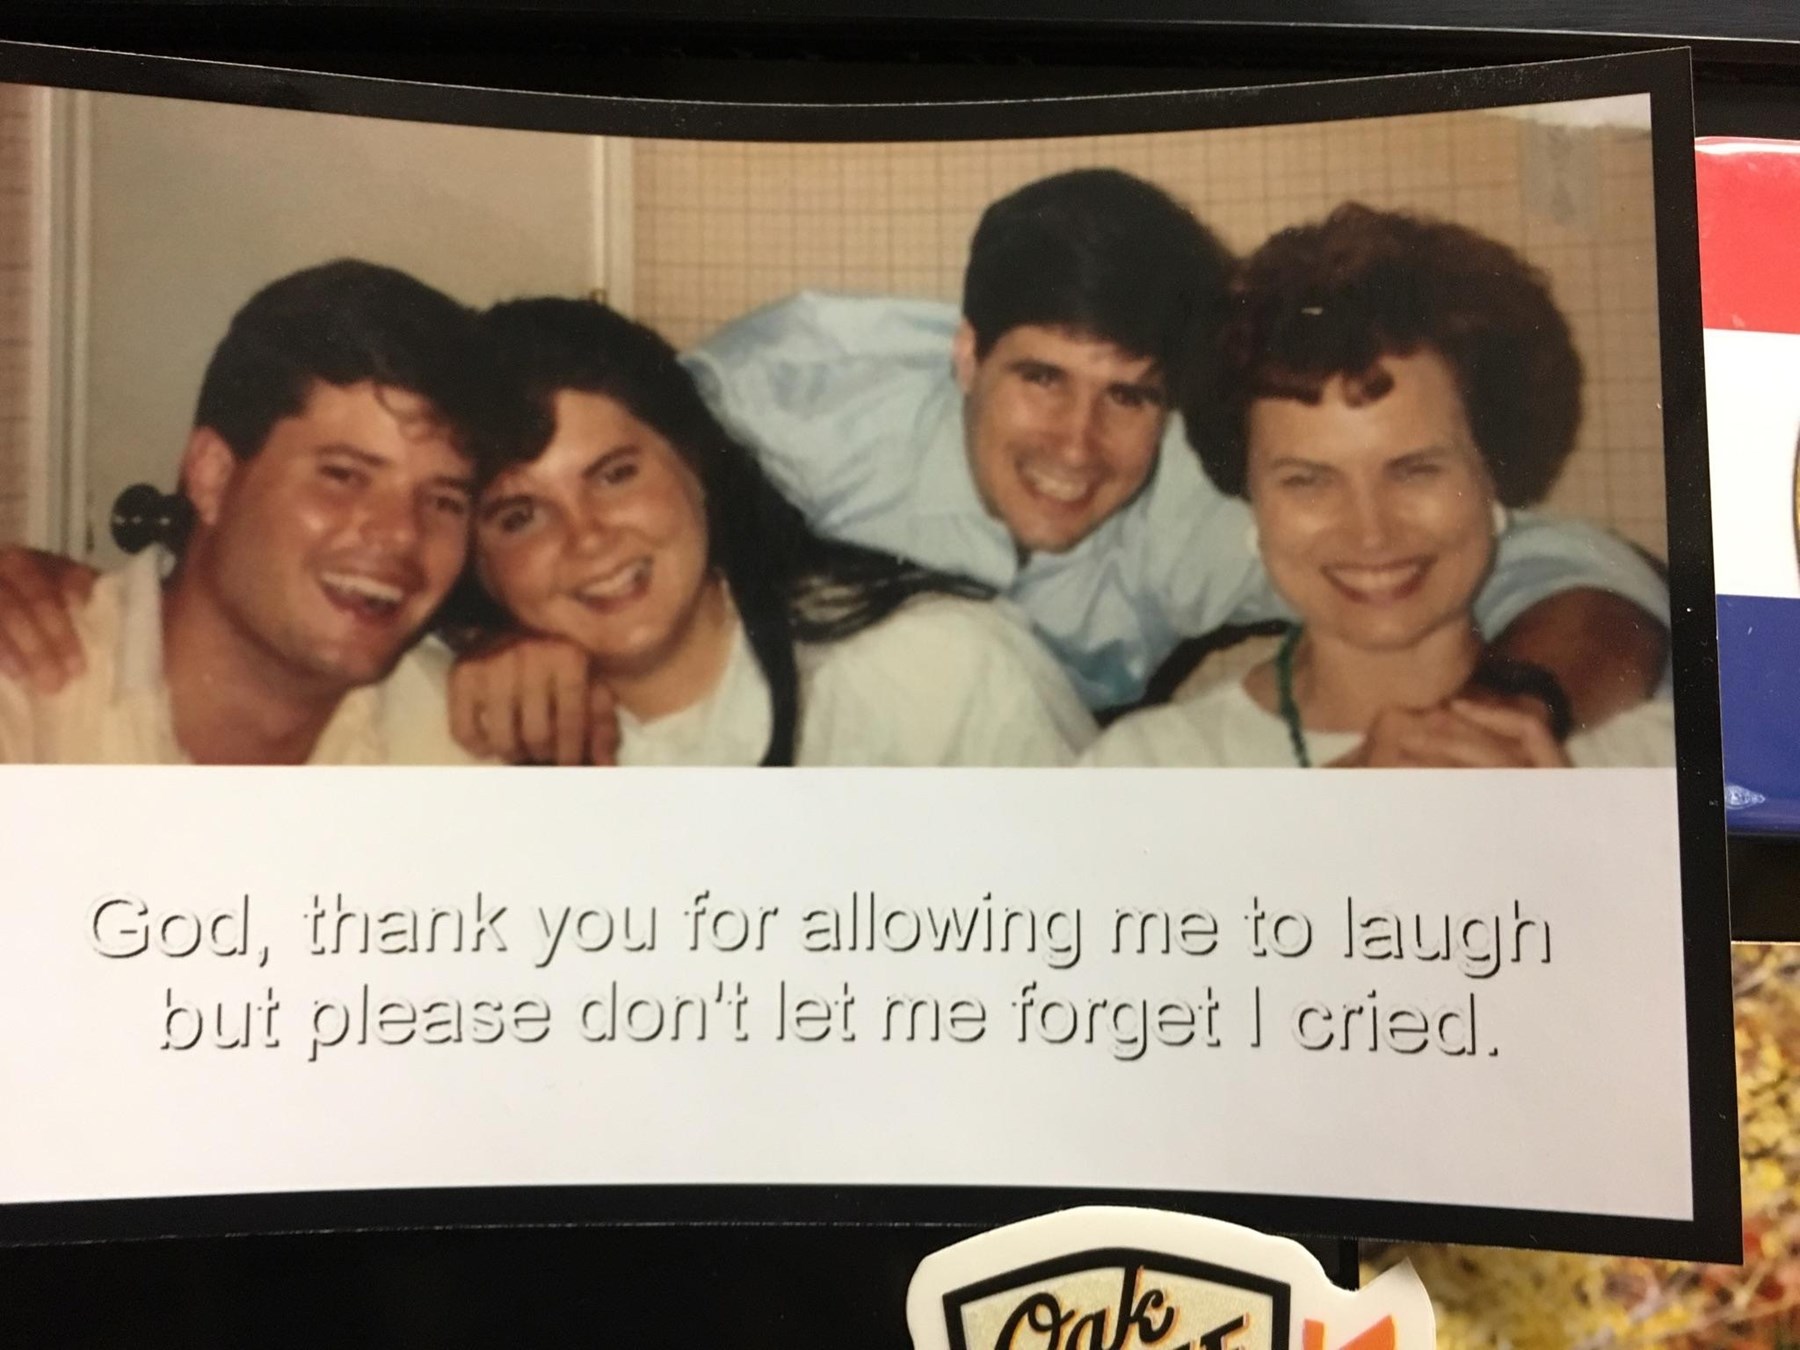 God, thank you for allowing me to laugh
but please don't let me forget I cried.
Oak